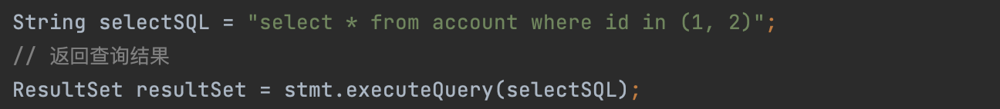 String selectSQL = "select * from account where id in (1, 2)";
// 返回查询结果
ResultSet resultSet = stmt.executeQuery(selectSQL);